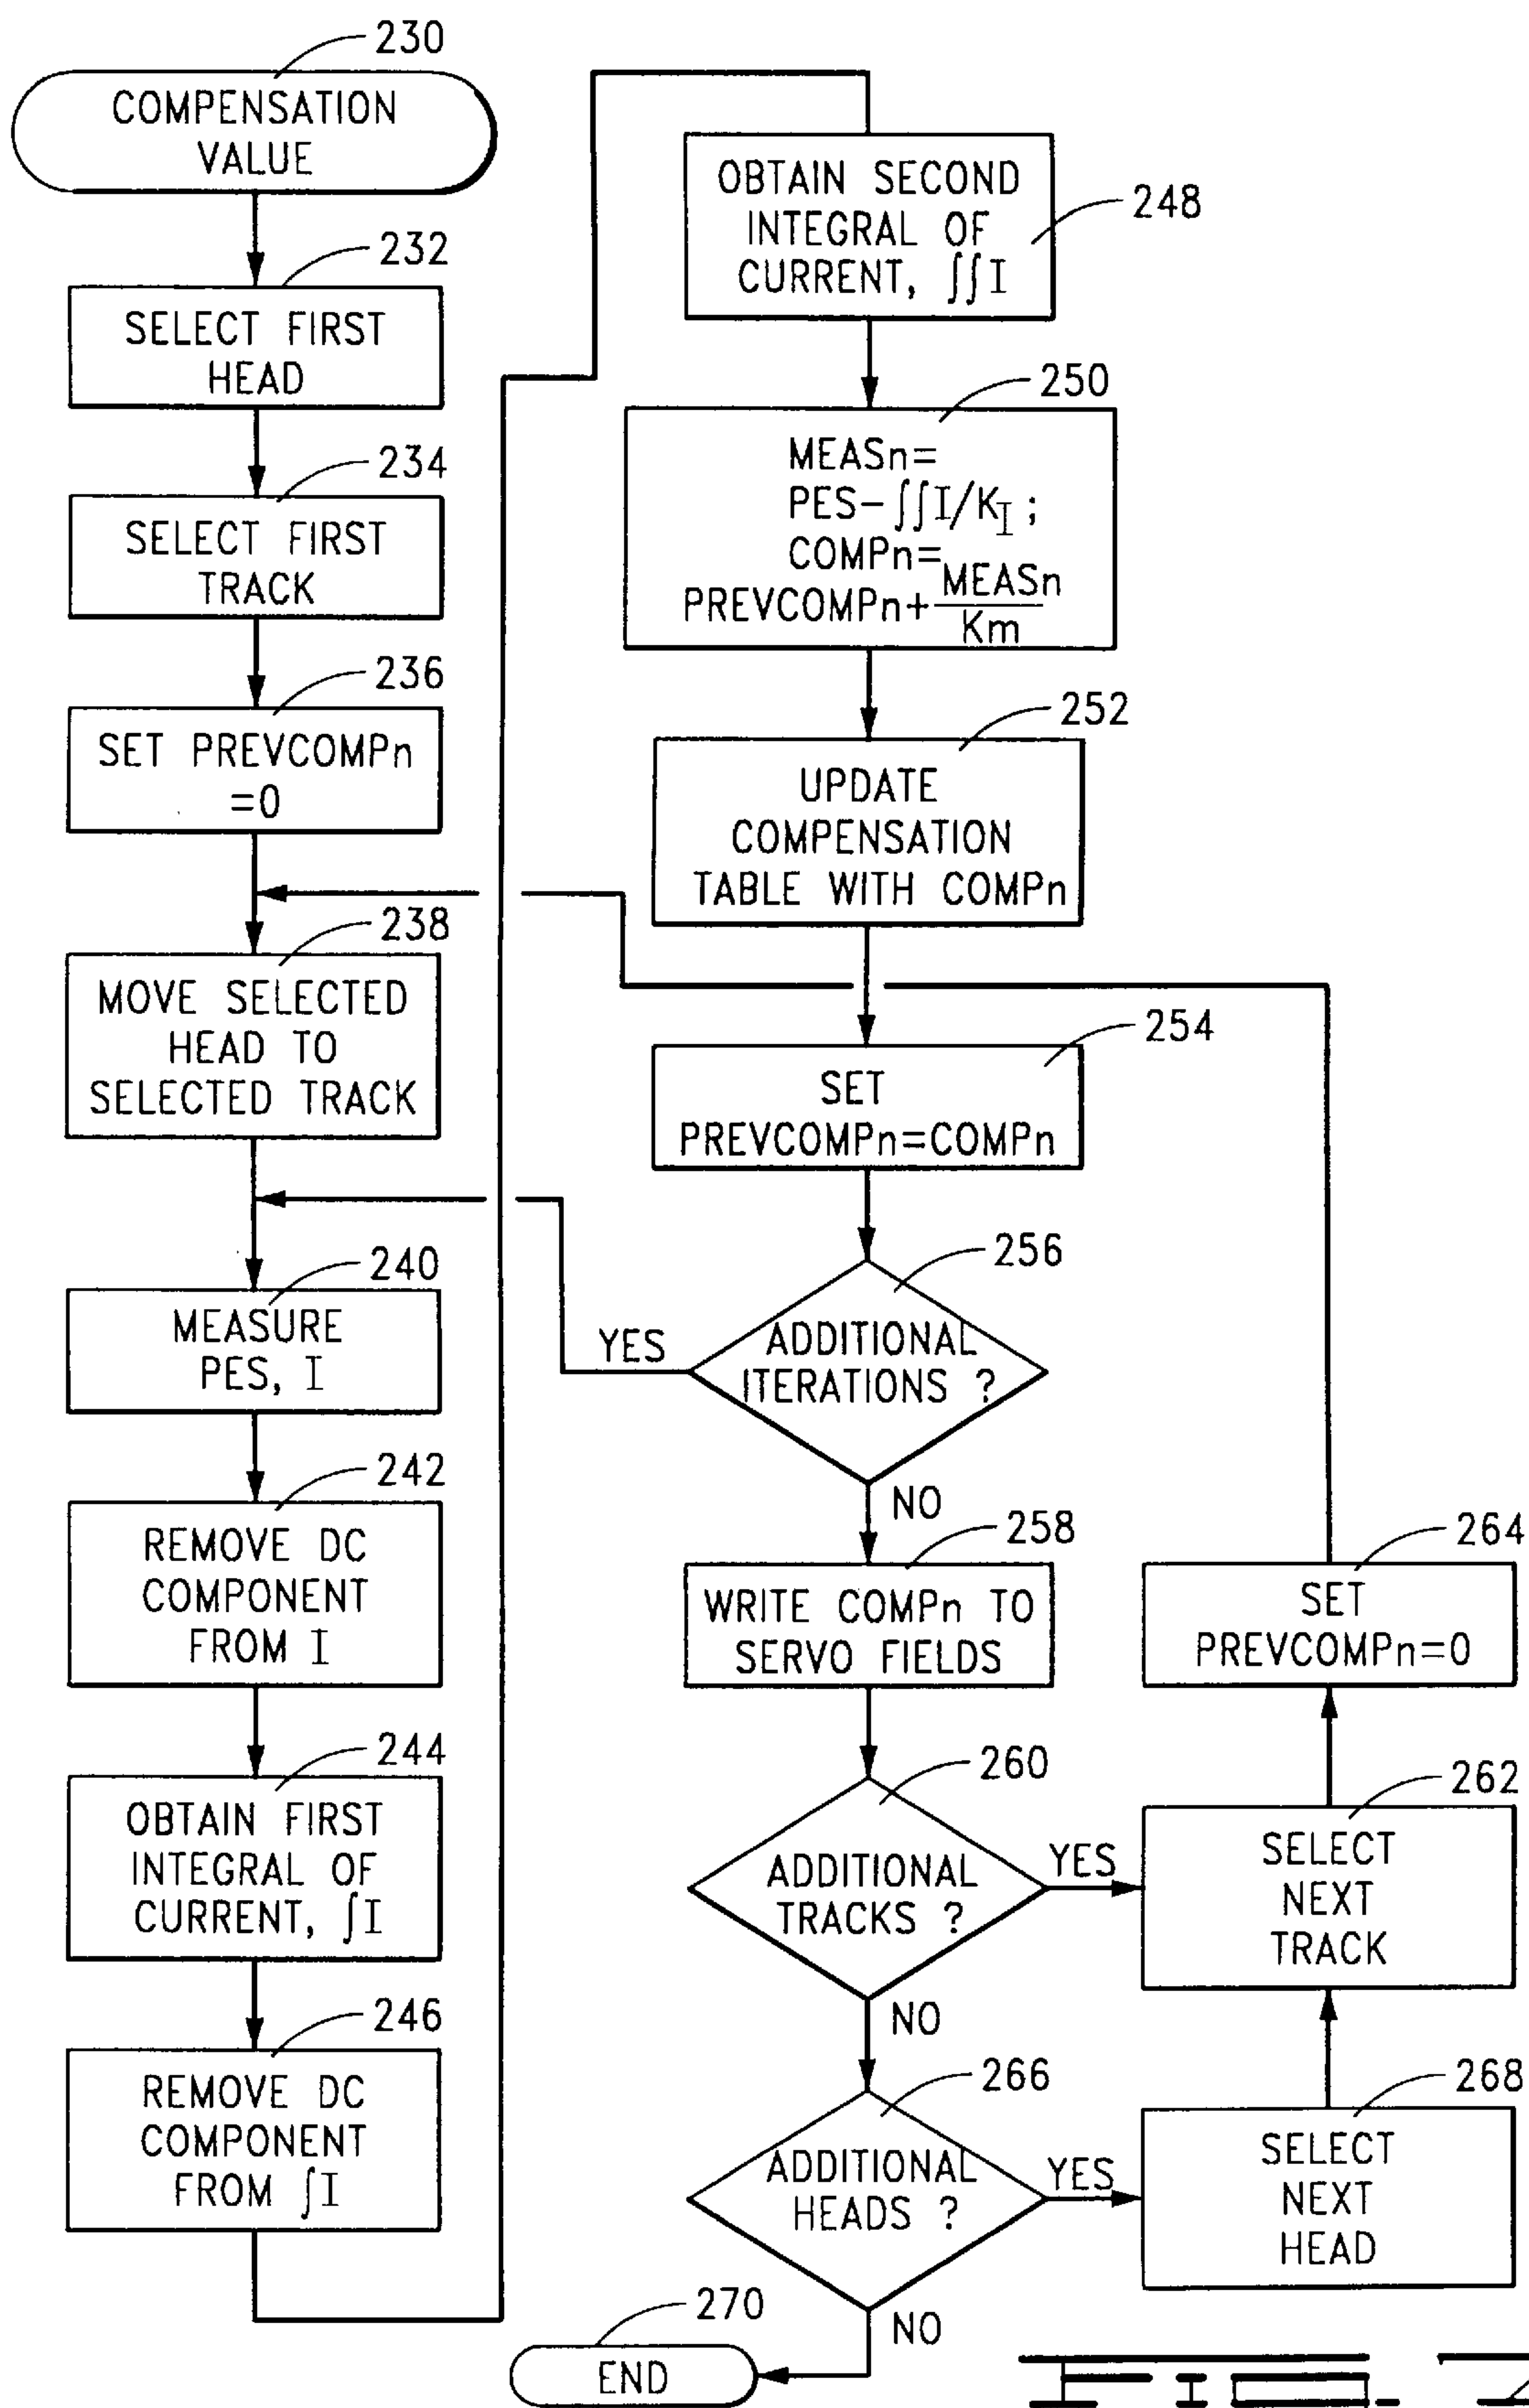 230
COMPENSATION
VALUE
232
SELECT FIRST
HEAD
234
SELECT FIRST
TRACK
236
SET PREVCOMPn
=0
238
MOVE SELECTED
HEAD TO
SELECTED TRACK
240
MEASURE
PES, I
242
REMOVE DC
COMPONENT
FROM I
244
OBTAIN FIRST
INTEGRAL OF
CURRENT, ∫I
246
REMOVE DC
COMPONENT
FROM ∫I
248
OBTAIN SECOND
INTEGRAL OF
CURRENT, ∫∫I
250
MEASn=
PES-∫∫I/K_I ;
COMPn=
PREVCOMPn+MEASn/Km
252
UPDATE
COMPENSATION
TABLE WITH COMPn
254
SET
PREVCOMPn=COMPn
256
ADDITIONAL
ITERATIONS ?
YES
NO
258
WRITE COMPn TO
SERVO FIELDS
260
ADDITIONAL
TRACKS ?
YES
NO
262
SELECT
NEXT
TRACK
264
SET
PREVCOMPn=0
266
ADDITIONAL
HEADS ?
YES
NO
268
SELECT
NEXT
HEAD
270
END